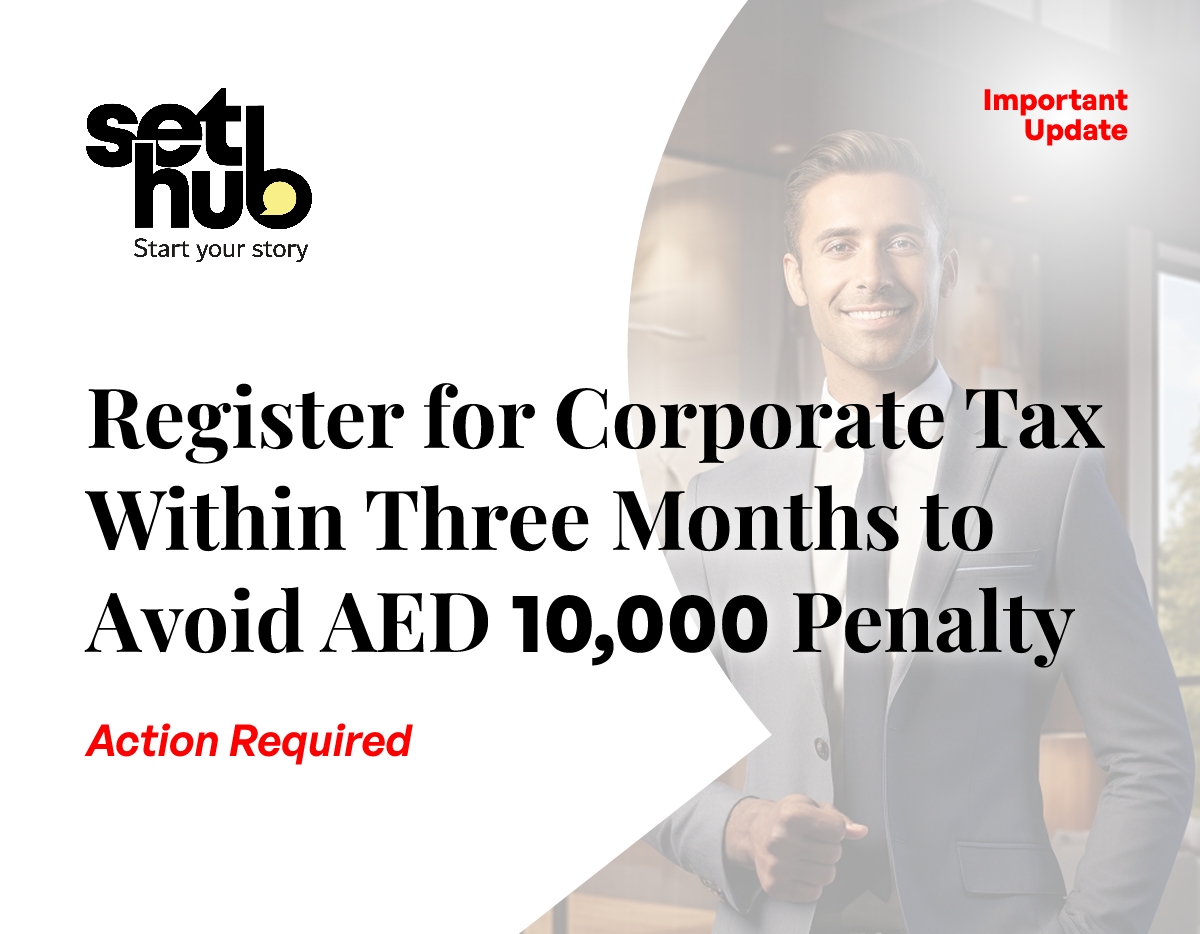 set
hub
Start your story
Important
Update
Register for Corporate Tax
Within Three Months to
Avoid AED 10,000 Penalty
Action Required